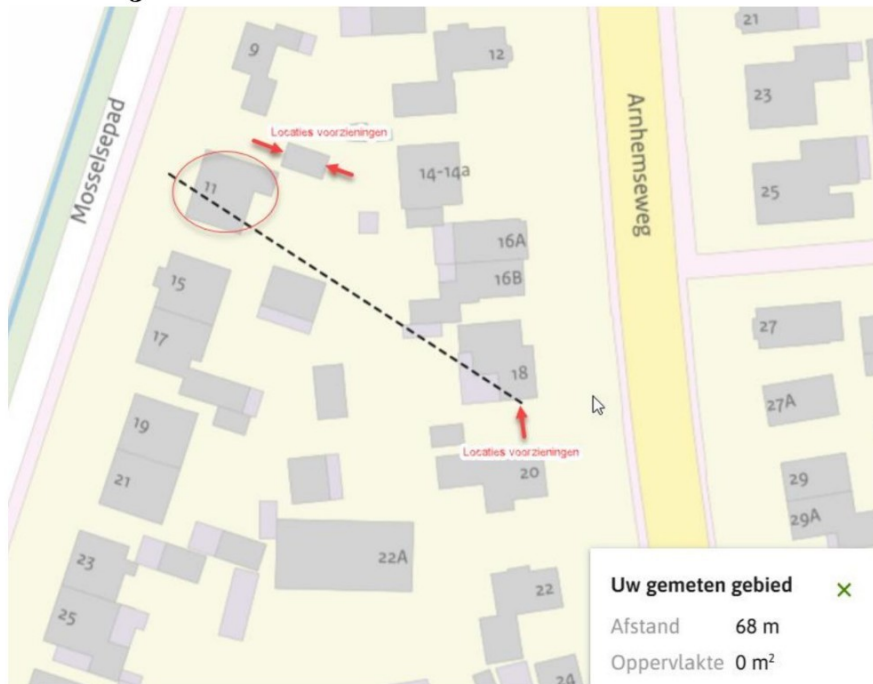 21
9
12
23
Mosselsepad
Locaties voorzieningen
Arnhemseweg
14-14a
11
25
16A
16B
15
17
27
18
27A
19
Locaties voorzieningen
20
21
29
29A
22A
23
22
25
24
Uw gemeten gebied ×
Afstand 68 m
Oppervlakte 0 m²